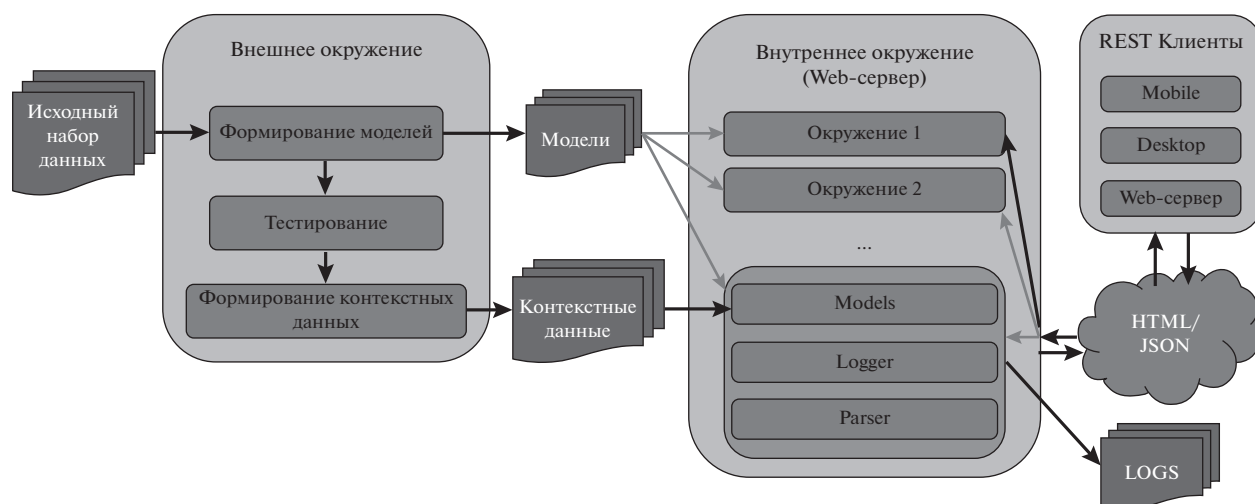 Исходный
набор
данных
Внешнее окружение
Формирование моделей
Тестирование
Формирование контекстных
данных
Модели
Контекстные
данные
Внутреннее окружение
(Web-сервер)
Окружение 1
Окружение 2
...
Models
Logger
Parser
REST Клиенты
Mobile
Desktop
Web-сервер
HTML/
JSON
LOGS